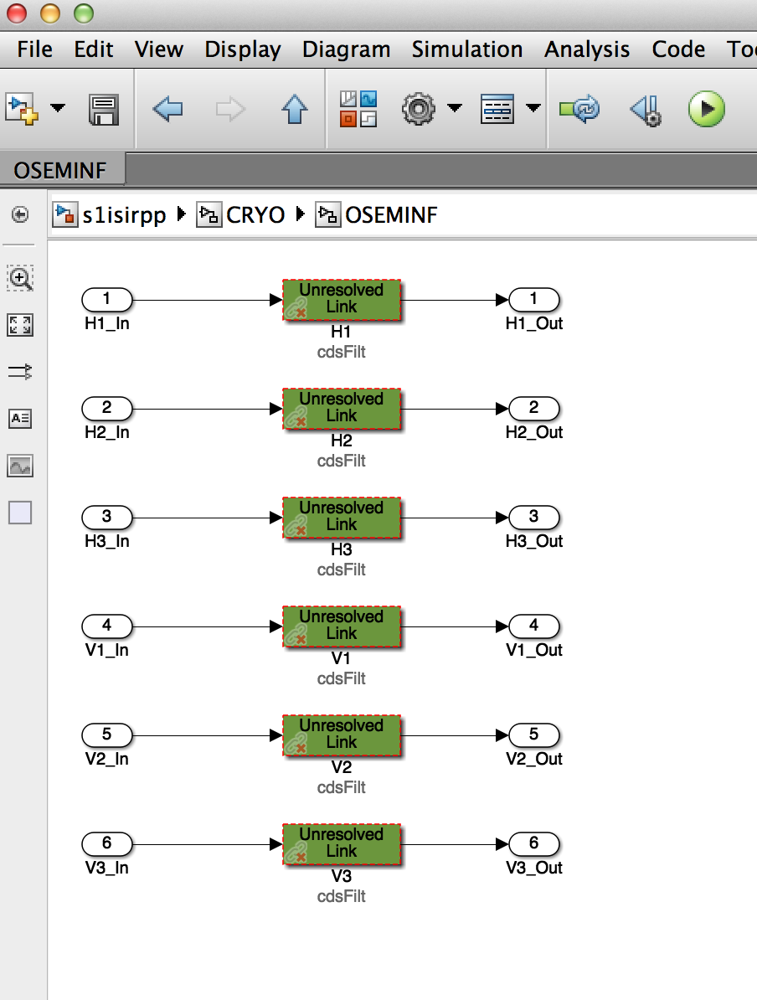 File Edit View Display Diagram Simulation Analysis Code Too
OSEMINF
s1isirpp CRYO OSEMINF
1 Unresolved Link 1
H1_In H1 H1_Out
cdsFilt
2 Unresolved Link 2
H2_In H2 H2_Out
cdsFilt
3 Unresolved Link 3
H3_In H3 H3_Out
cdsFilt
4 Unresolved Link 4
V1_In V1 V1_Out
cdsFilt
5 Unresolved Link 5
V2_In V2 V2_Out
cdsFilt
6 Unresolved Link 6
V3_In V3 V3_Out
cdsFilt